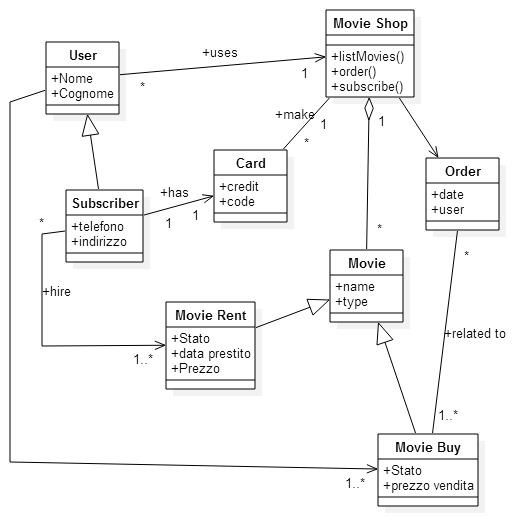 Movie Shop
+listMovies()
+order()
+subscribe()
User
+Nome
+Cognome
+uses
*
1
+make
1
*
1
Card
+credit
+code
Order
+date
+user
Subscriber
+telefono
+indirizzo
+has
1
1
*
*
*
Movie
+name
+type
+hire
Movie Rent
+Stato
+data prestito
+Prezzo
1..*
+related to
1..*
Movie Buy
+Stato
+prezzo vendita
1..*